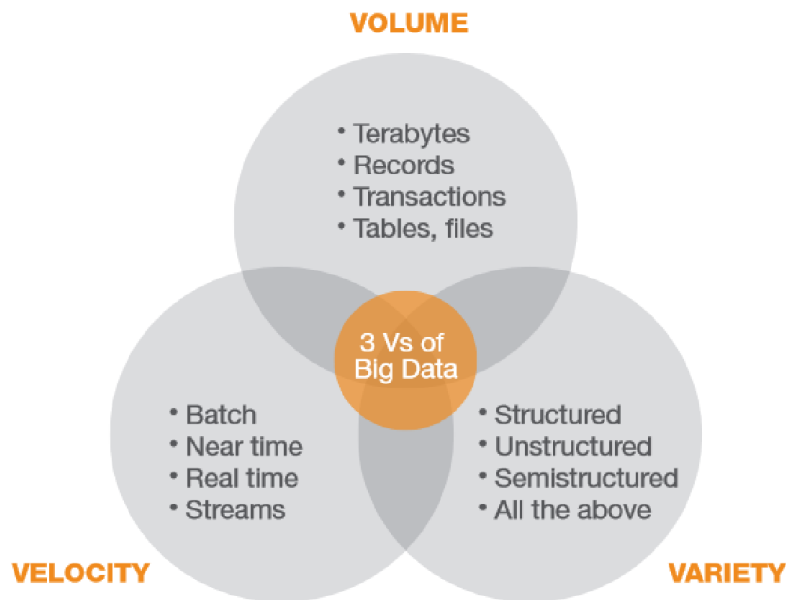 VOLUME
• Terabytes
• Records
• Transactions
• Tables, files
3 Vs of
Big Data
• Batch
• Near time
• Real time
• Streams
• Structured
• Unstructured
• Semistructured
• All the above
VELOCITY
VARIETY